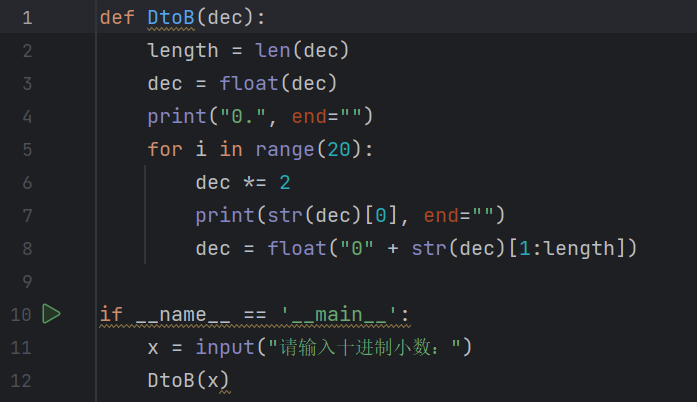 1 def DtoB(dec):
2     length = len(dec)
3     dec = float(dec)
4     print("0.", end="")
5     for i in range(20):
6         dec *= 2
7         print(str(dec)[0], end="")
8         dec = float("0" + str(dec)[1:length])
9
10 if __name__ == '__main__':
11     x = input("请输入十进制小数：")
12     DtoB(x)